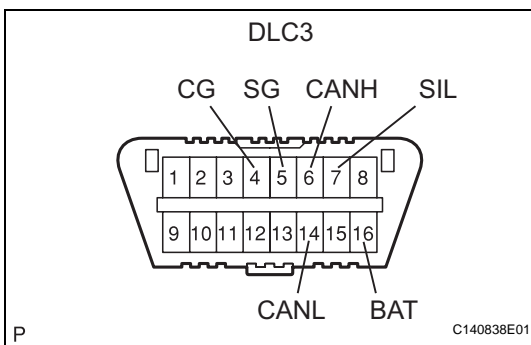 DLC3
CG SG CANH SIL
1 2 3 4 5 6 7 8
9 10 11 12 13 14 15 16
CANL BAT
P C140838E01